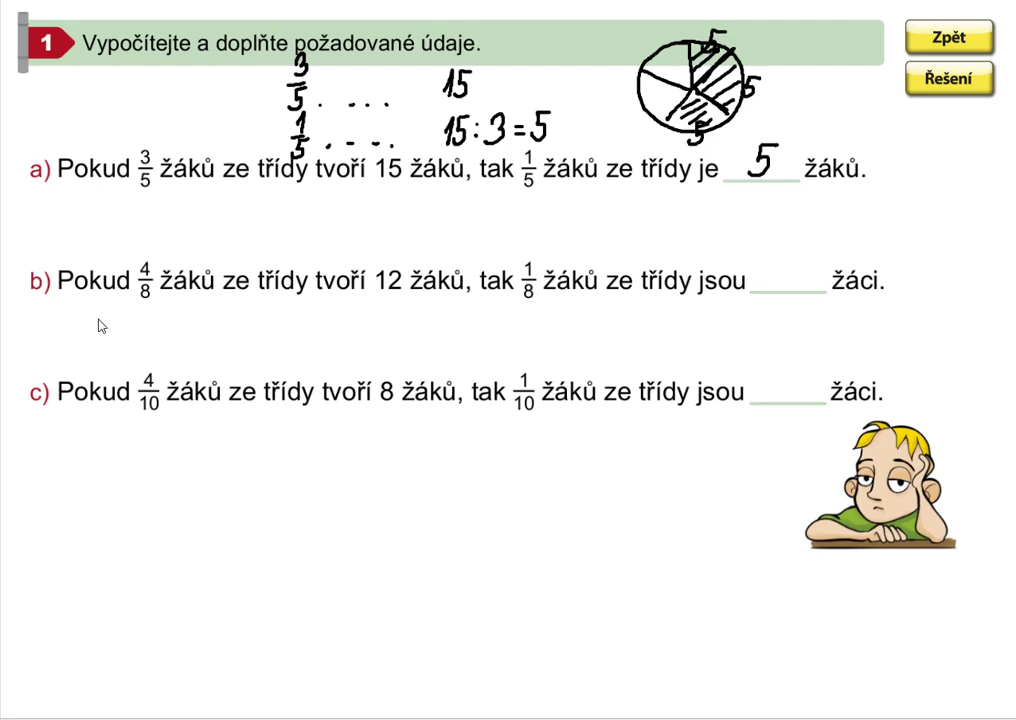 1 Vypočítejte a doplňte požadované údaje.
Zpět
Řešení
3/5 . . . . 15
1/5 . - - . 15 : 3 = 5
5
5
5
a) Pokud 3/5 žáků ze třídy tvoří 15 žáků, tak 1/5 žáků ze třídy je 5 žáků.
b) Pokud 4/8 žáků ze třídy tvoří 12 žáků, tak 1/8 žáků ze třídy jsou ______ žáci.
c) Pokud 4/10 žáků ze třídy tvoří 8 žáků, tak 1/10 žáků ze třídy jsou ______ žáci.